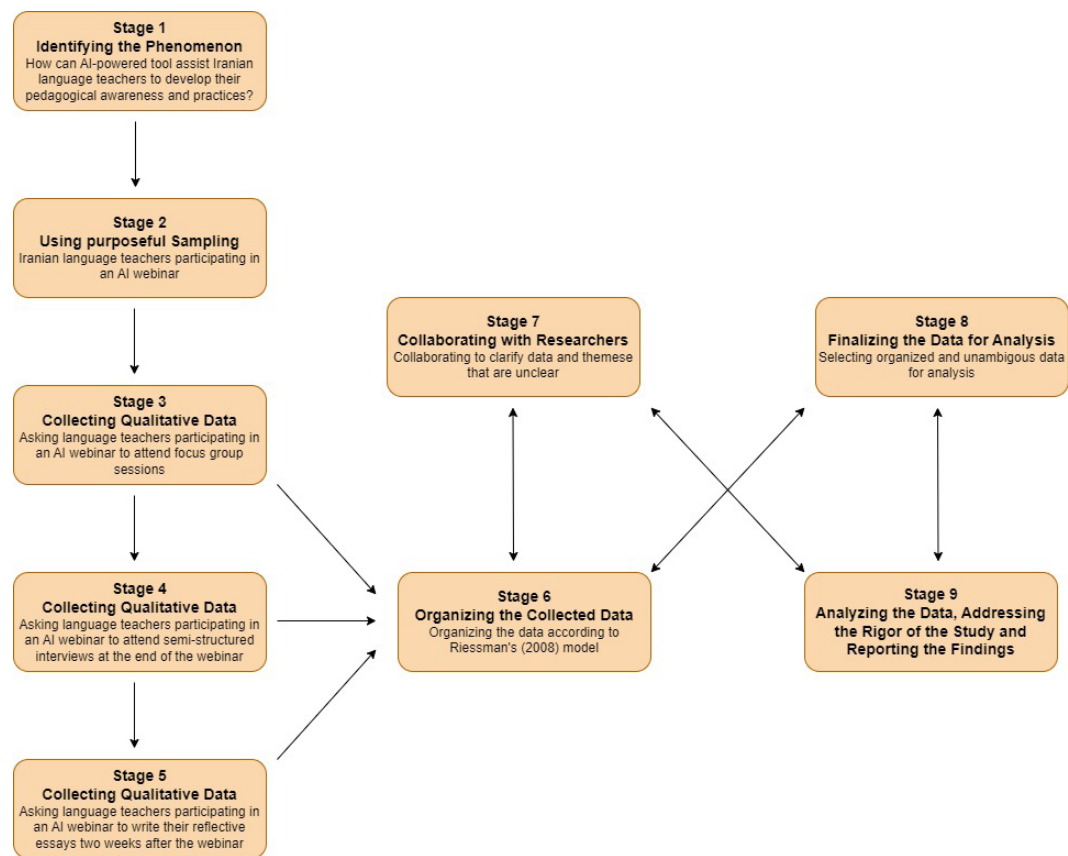 Stage 1
Identifying the Phenomenon
How can AI-powered tool assist Iranian
language teachers to develop their
pedagogical awareness and practices?
Stage 2
Using purposeful Sampling
Iranian language teachers participating in
an AI webinar
Stage 3
Collecting Qualitative Data
Asking language teachers participating in
an AI webinar to attend focus group
sessions
Stage 4
Collecting Qualitative Data
Asking language teachers participating in
an AI webinar to attend semi-structured
interviews at the end of the webinar
Stage 5
Collecting Qualitative Data
Asking language teachers participating in
an AI webinar to write their reflective
essays two weeks after the webinar
Stage 6
Organizing the Collected Data
Organizing the data according to
Riessman's (2008) model
Stage 7
Collaborating with Researchers
Collaborating to clarify data and themese
that are unclear
Stage 8
Finalizing the Data for Analysis
Selecting organized and unambigous data
for analysis
Stage 9
Analyzing the Data, Addressing
the Rigor of the Study and
Reporting the Findings